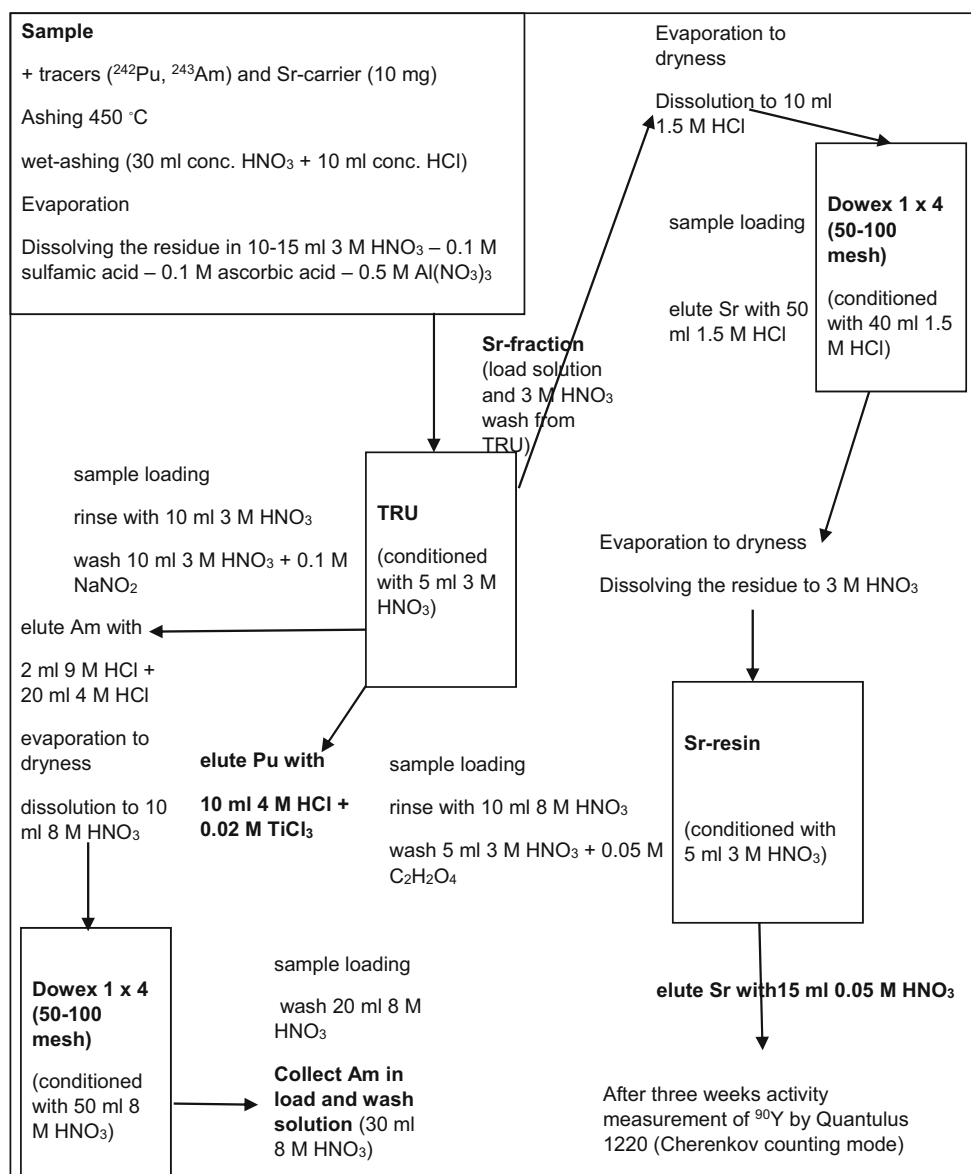 Sample
+ tracers (²⁴²Pu, ²⁴³Am) and Sr-carrier (10 mg)
Ashing 450 °C
wet-ashing (30 ml conc. HNO₃ + 10 ml conc. HCl)
Evaporation
Dissolving the residue in 10-15 ml 3 M HNO₃ – 0.1 M
sulfamic acid – 0.1 M ascorbic acid – 0.5 M Al(NO₃)₃
sample loading
rinse with 10 ml 3 M HNO₃
wash 10 ml 3 M HNO₃ + 0.1 M
NaNO₂
TRU
(conditioned
with 5 ml 3 M
HNO₃)
elute Am with
2 ml 9 M HCl +
20 ml 4 M HCl
evaporation to
dryness
dissolution to 10
ml 8 M HNO₃
elute Pu with
10 ml 4 M HCl +
0.02 M TiCl₃
Dowex 1 x 4
(50-100
mesh)
(conditioned
with 50 ml 8
M HNO₃)
sample loading
wash 20 ml 8 M
HNO₃
Collect Am in
load and wash
solution (30 ml
8 M HNO₃)
Sr-fraction
(load solution
and 3 M HNO₃
wash from
TRU)
Evaporation to
dryness
Dissolution to 10 ml
1.5 M HCl
sample loading
elute Sr with 50
ml 1.5 M HCl
Dowex 1 x 4
(50-100
mesh)
(conditioned
with 40 ml 1.5
M HCl)
Evaporation to dryness
Dissolving the residue to 3 M HNO₃
sample loading
rinse with 10 ml 8 M HNO₃
wash 5 ml 3 M HNO₃ + 0.05 M
C₂H₂O₄
Sr-resin
(conditioned with
5 ml 3 M HNO₃)
elute Sr with15 ml 0.05 M HNO₃
After three weeks activity
measurement of ⁹⁰Y by Quantulus
1220 (Cherenkov counting mode)